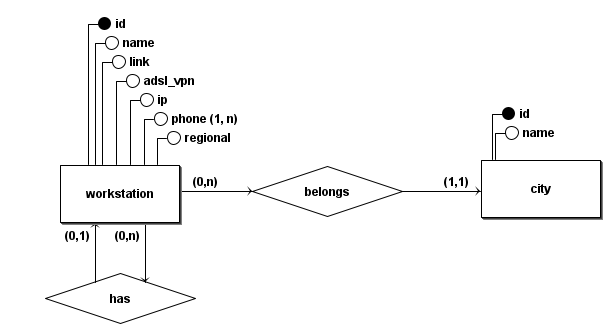 id
name
link
adsl_vpn
ip
phone (1, n)
regional
id
name
workstation
(0,n)
belongs
(1,1)
city
(0,1)
(0,n)
has